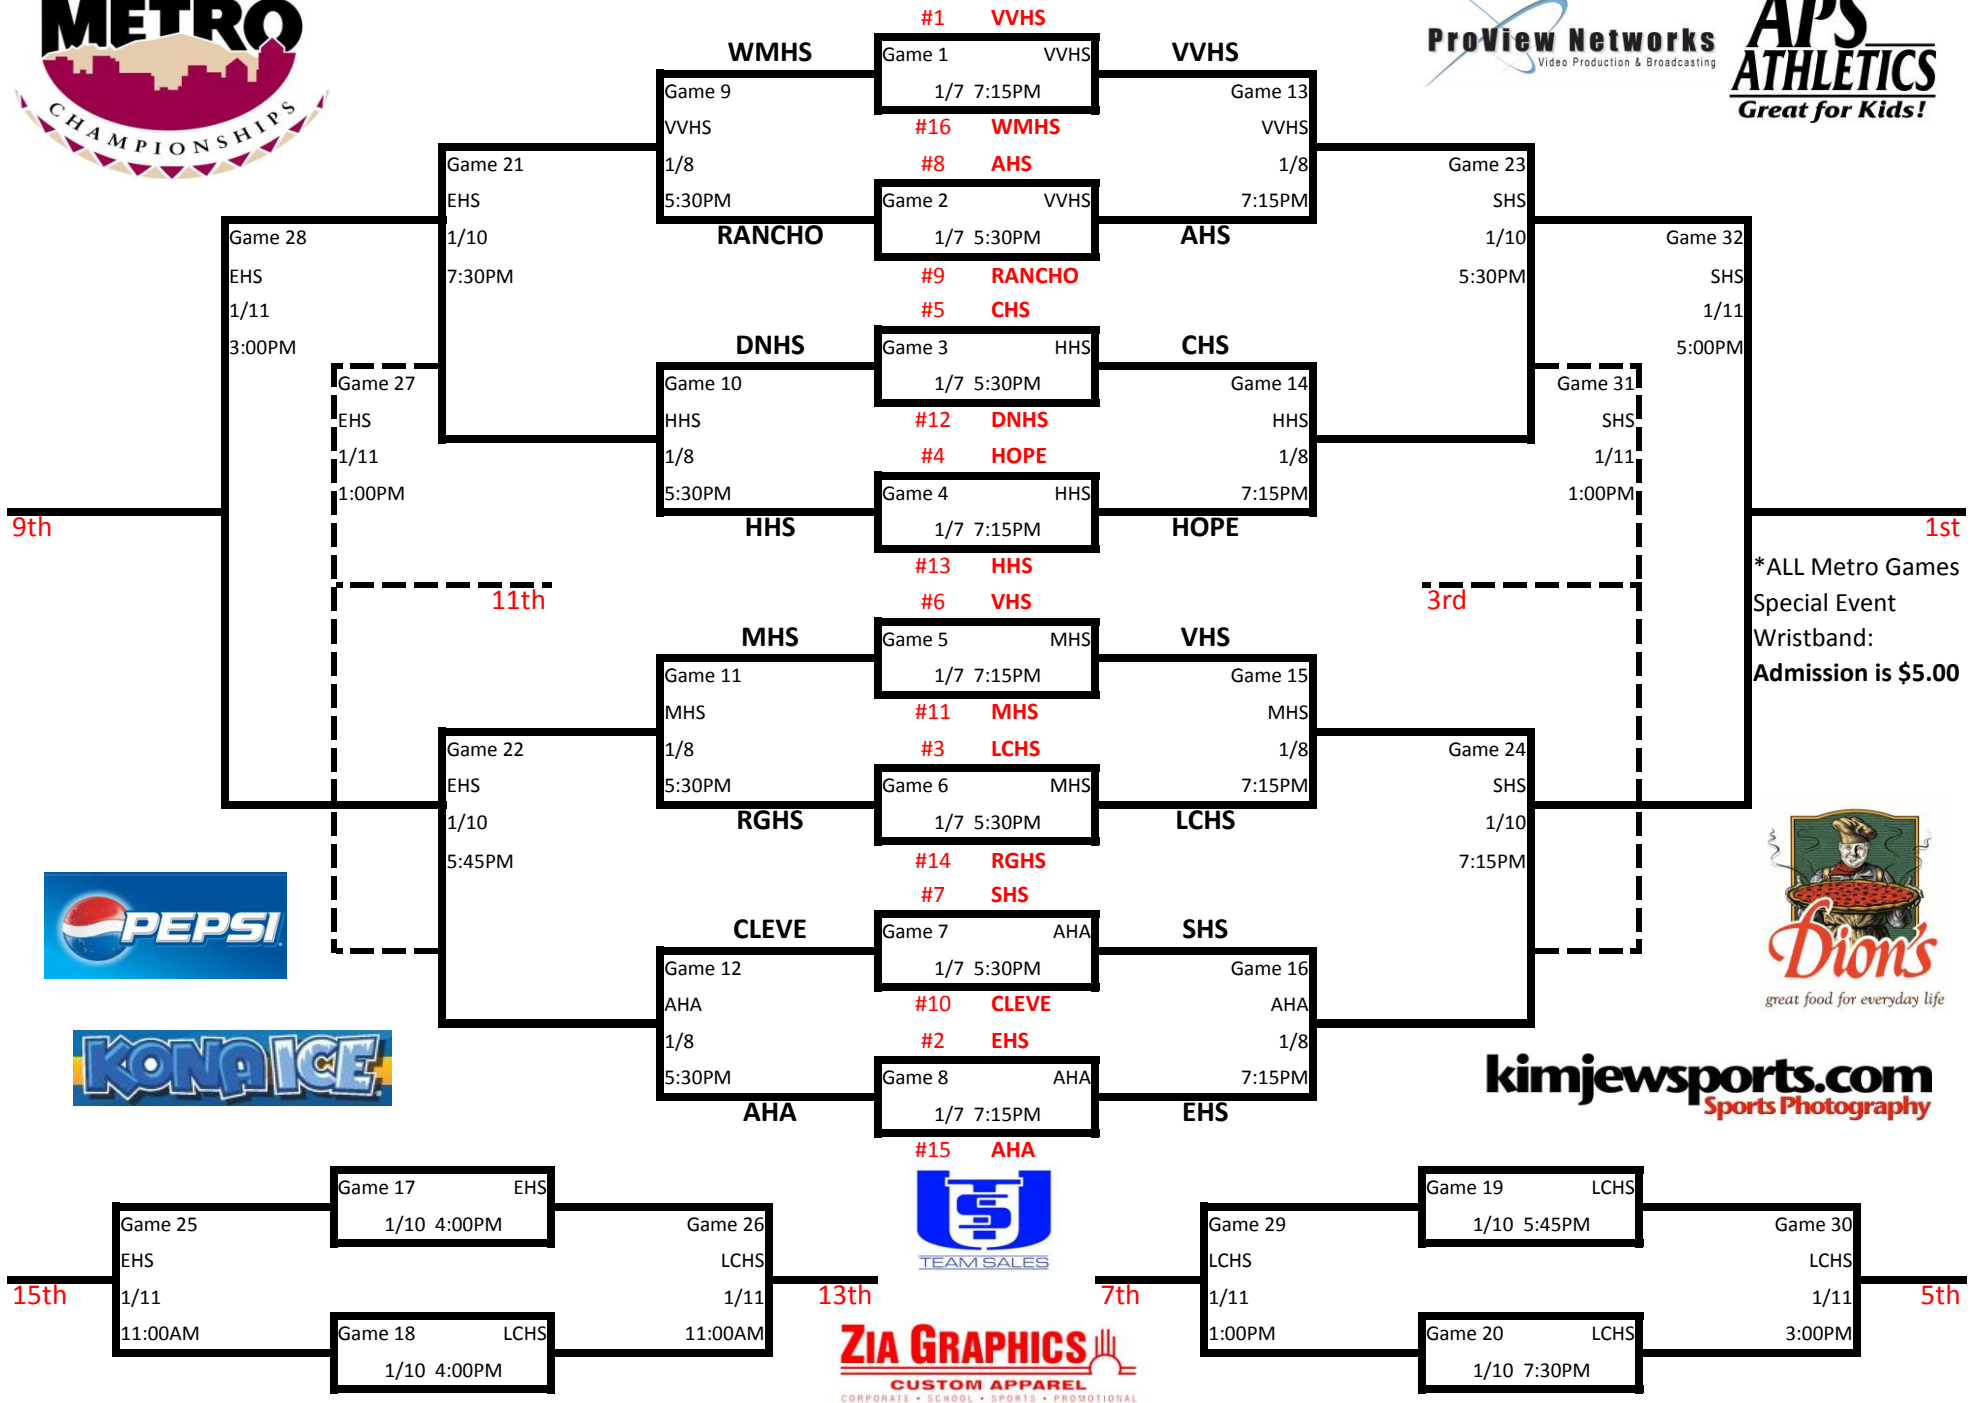 METRO
CHAMPIONSHIPS
ProView Networks
Video Production & Broadcasting
APS
ATHLETICS
Great for Kids!
#1 VVHS
WMHS
Game 1 VVHS
1/7 7:15PM
VVHS
#16 WMHS
Game 9
VVHS
1/8
5:30PM
Game 13
VVHS
1/8
7:15PM
#8 AHS
Game 2 VVHS
1/7 5:30PM
RANCHO
AHS
#9 RANCHO
Game 21
EHS
1/10
7:30PM
Game 23
SHS
1/10
5:30PM
Game 28
EHS
1/11
3:00PM
Game 32
SHS
1/11
5:00PM
#5 CHS
DNHS
Game 3 HHS
1/7 5:30PM
CHS
#12 DNHS
Game 10
HHS
1/8
5:30PM
Game 14
HHS
1/8
7:15PM
#4 HOPE
Game 4 HHS
1/7 7:15PM
HHS
HOPE
#13 HHS
Game 27
EHS
1/11
1:00PM
Game 31
SHS
1/11
1:00PM
9th
1st
11th
3rd
*ALL Metro Games
Special Event
Wristband:
Admission is $5.00
#6 VHS
MHS
Game 5 MHS
1/7 7:15PM
VHS
#11 MHS
Game 11
MHS
1/8
5:30PM
Game 15
MHS
1/8
7:15PM
#3 LCHS
Game 6 MHS
1/7 5:30PM
RGHS
LCHS
#14 RGHS
Game 22
EHS
1/10
5:45PM
Game 24
SHS
1/10
7:15PM
#7 SHS
CLEVE
Game 7 AHA
1/7 5:30PM
SHS
#10 CLEVE
Game 12
AHA
1/8
5:30PM
Game 16
AHA
1/8
7:15PM
#2 EHS
Game 8 AHA
1/7 7:15PM
AHA
EHS
#15 AHA
PEPSI
KONA ICE
Dion's
great food for everyday life
kimjewsports.com
Sports Photography
Game 17 EHS
1/10 4:00PM
Game 25
EHS
1/11
11:00AM
Game 26
LCHS
1/11
11:00AM
15th
13th
Game 18 LCHS
1/10 4:00PM
UST
TEAM SALES
ZIA GRAPHICS
CUSTOM APPAREL
CORPORATE • SCHOOL • SPORTS • PROMOTIONAL
Game 19 LCHS
1/10 5:45PM
Game 29
LCHS
1/11
1:00PM
Game 30
LCHS
1/11
3:00PM
7th
5th
Game 20 LCHS
1/10 7:30PM